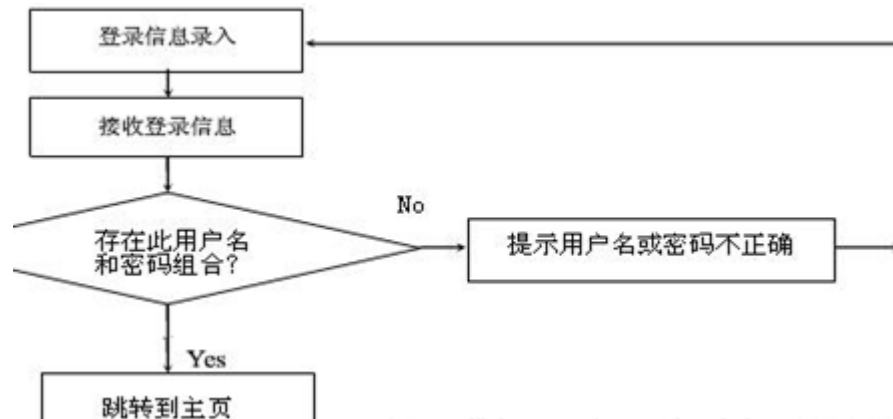 登录信息录入
接收登录信息
No
存在此用户名
和密码组合?
提示用户名或密码不正确
Yes
跳转到主页